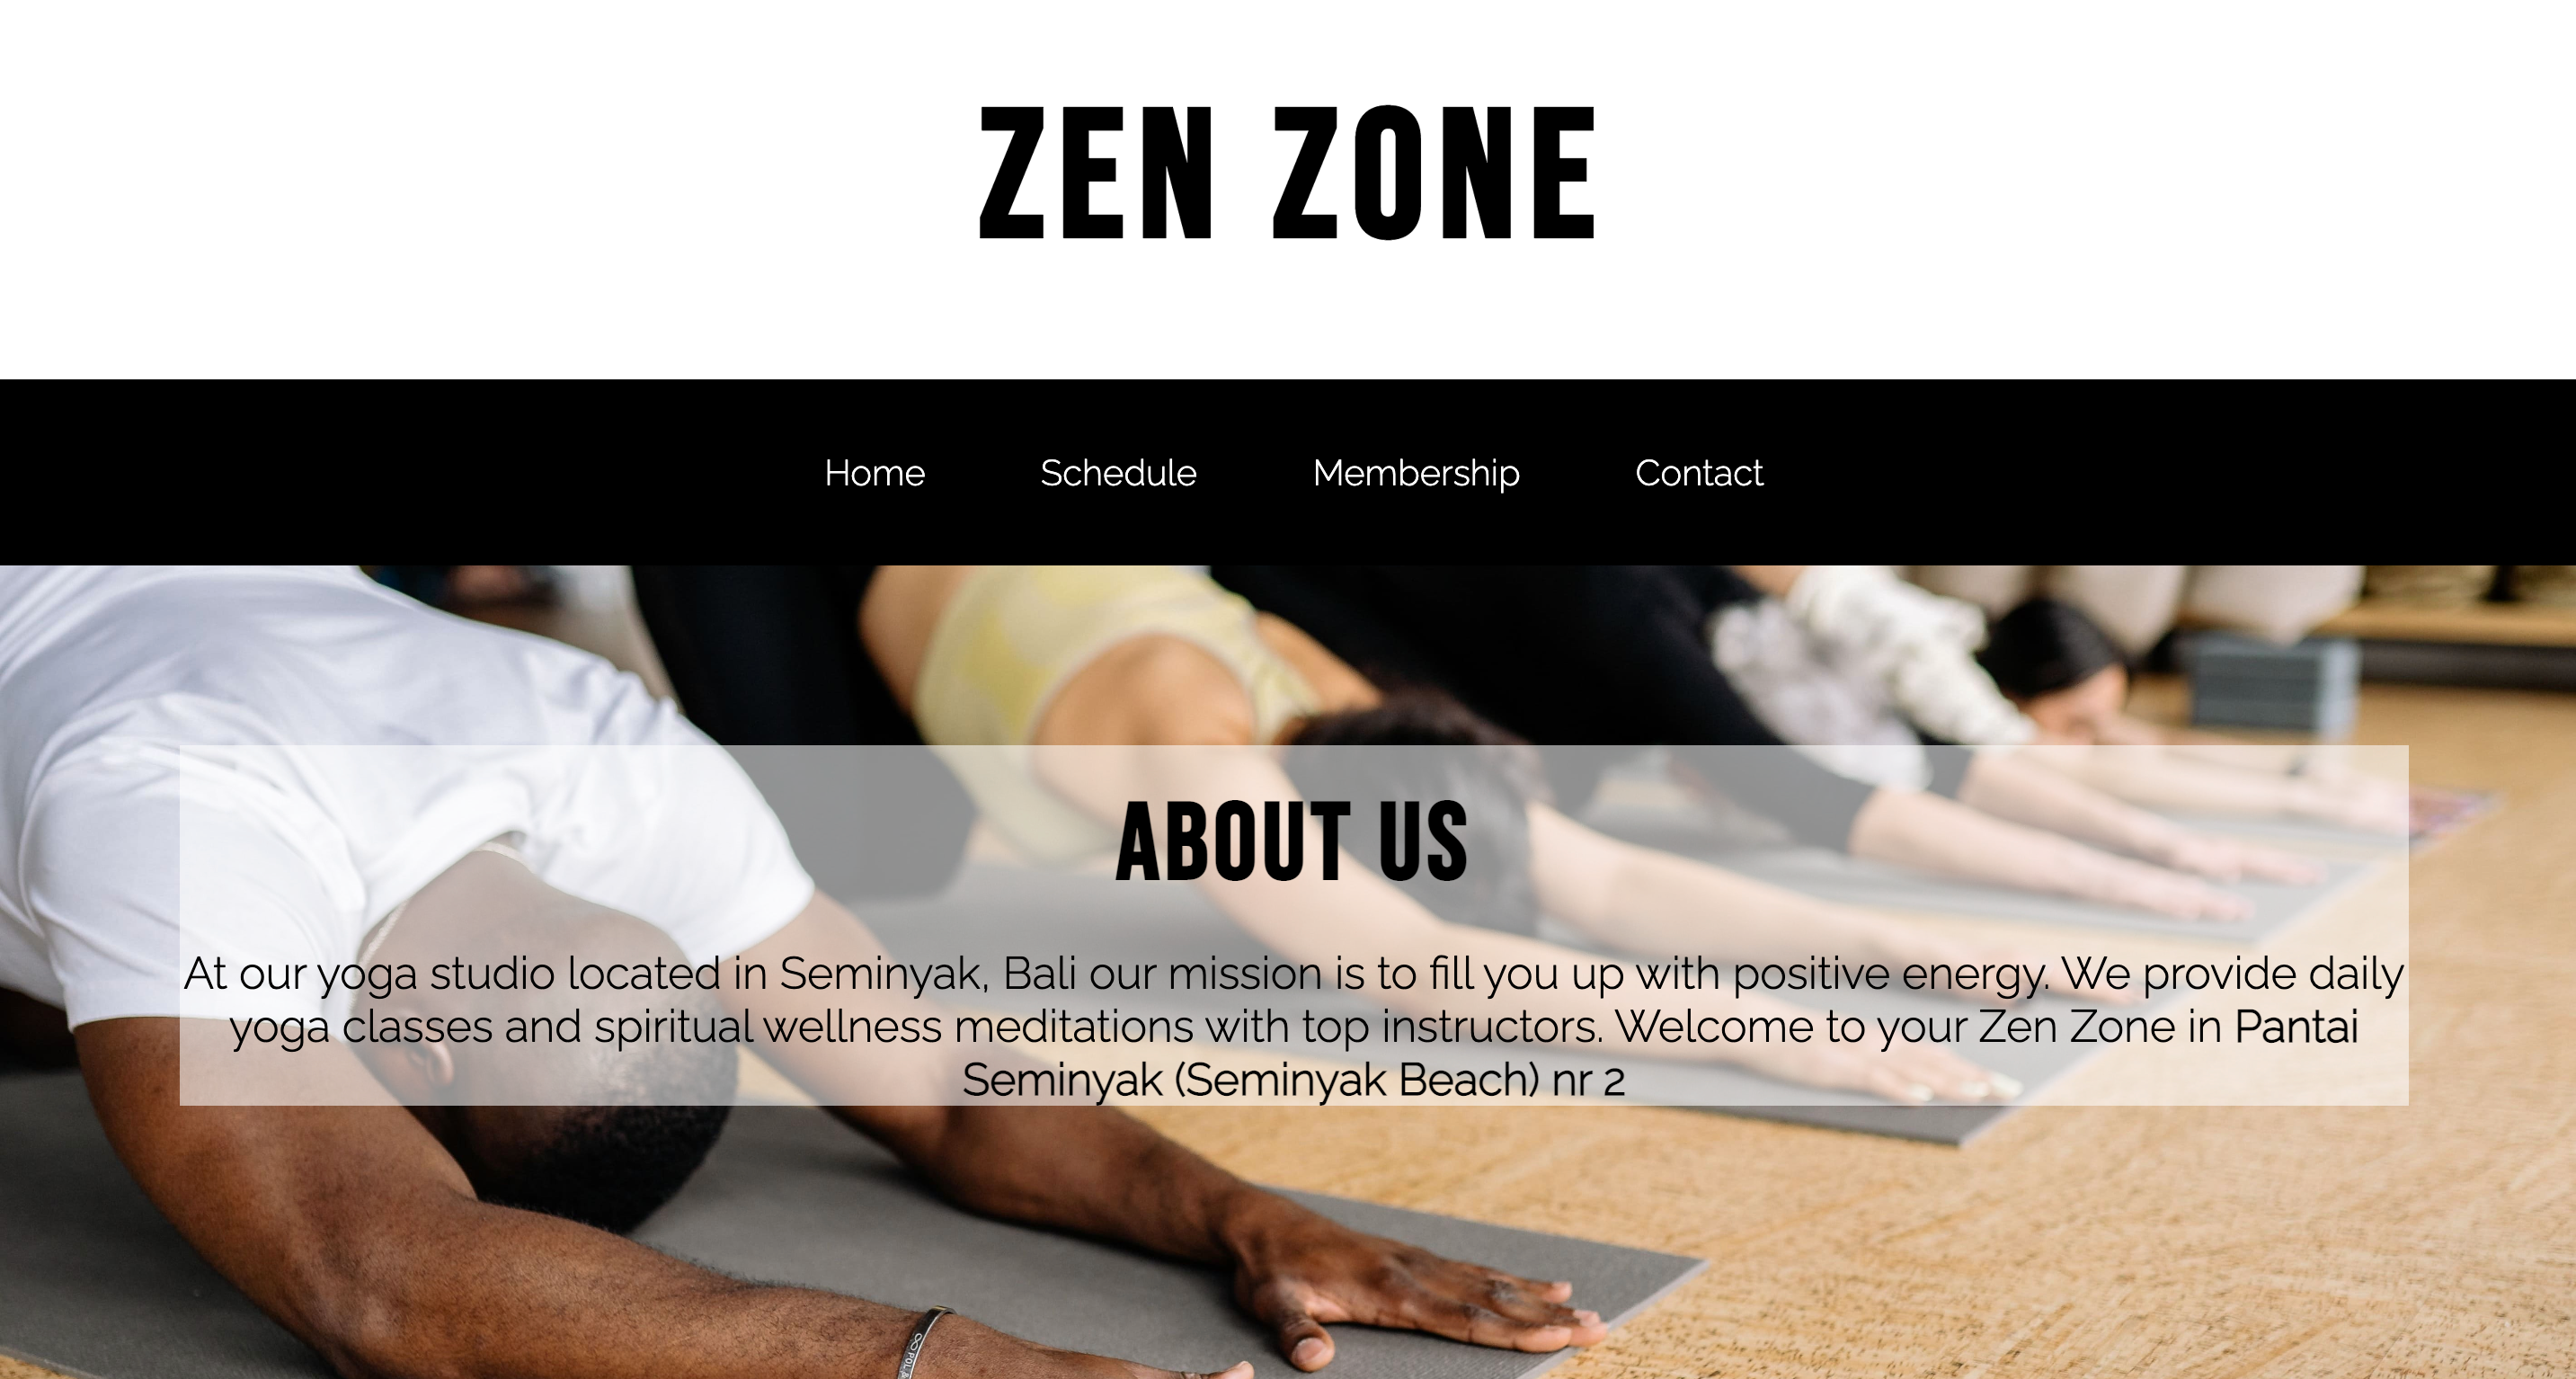 ZEN ZONE
Home Schedule Membership Contact
ABOUT US
At our yoga studio located in Seminyak, Bali our mission is to fill you up with positive energy. We provide daily
yoga classes and spiritual wellness meditations with top instructors. Welcome to your Zen Zone in Pantai
Seminyak (Seminyak Beach) nr 2